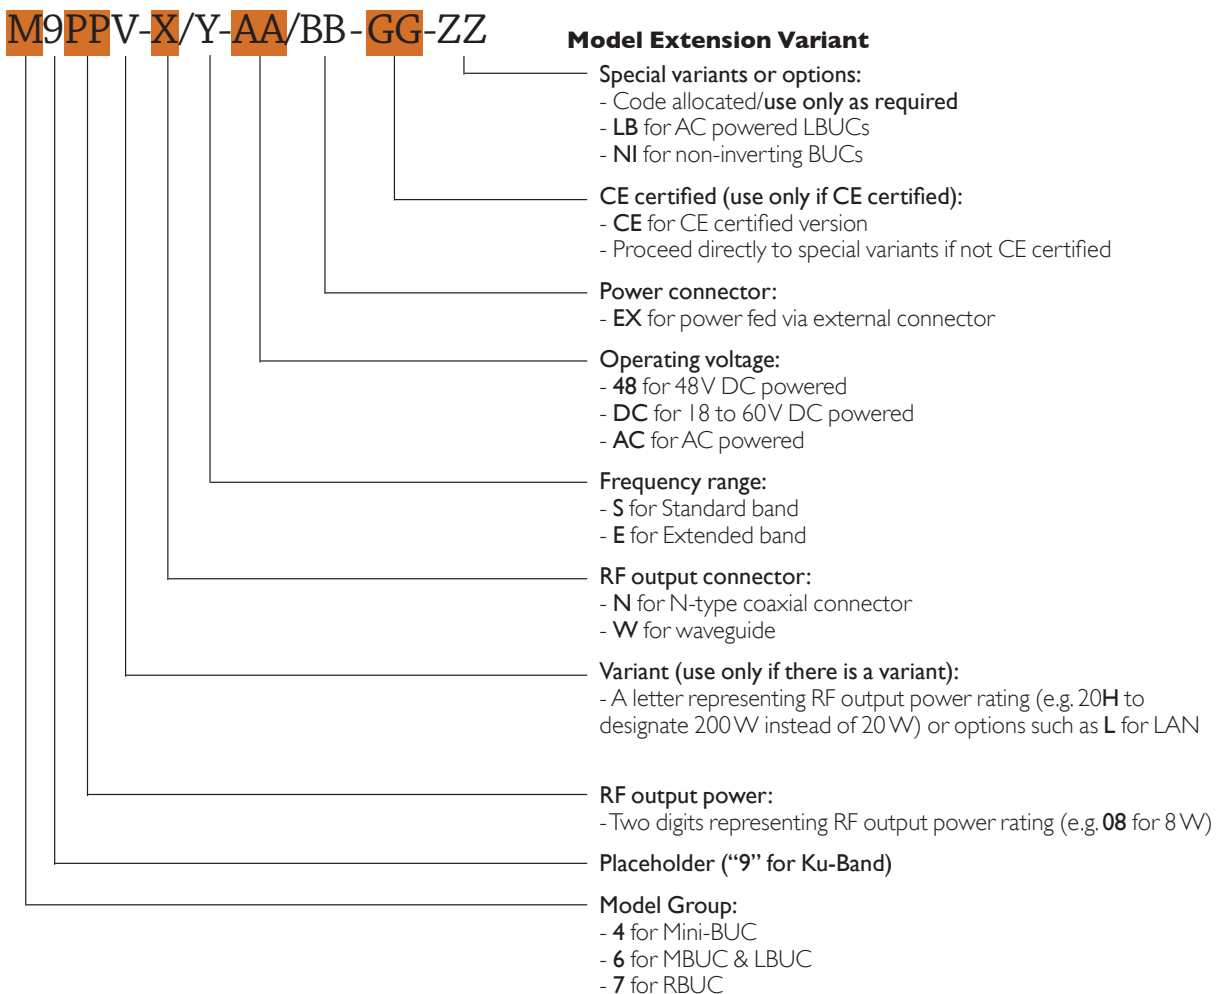 M9PPV-X/Y-AA/BB-GG-ZZ
Model Extension Variant
Special variants or options:
- Code allocated/use only as required
- LB for AC powered LBUCs
- NI for non-inverting BUCs
CE certified (use only if CE certified):
- CE for CE certified version
- Proceed directly to special variants if not CE certified
Power connector:
- EX for power fed via external connector
Operating voltage:
- 48 for 48V DC powered
- DC for 18 to 60V DC powered
- AC for AC powered
Frequency range:
- S for Standard band
- E for Extended band
RF output connector:
- N for N-type coaxial connector
- W for waveguide
Variant (use only if there is a variant):
- A letter representing RF output power rating (e.g. 20H to
designate 200 W instead of 20 W) or options such as L for LAN
RF output power:
- Two digits representing RF output power rating (e.g. 08 for 8 W)
Placeholder (“9” for Ku-Band)
Model Group:
- 4 for Mini-BUC
- 6 for MBUC & LBUC
- 7 for RBUC